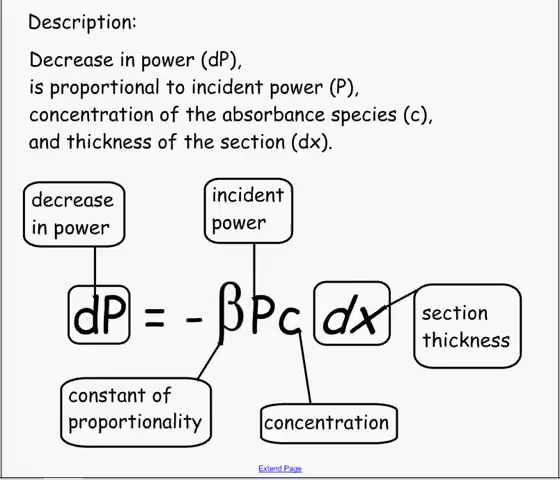 Description:
Decrease in power (dP),
is proportional to incident power (P),
concentration of the absorbance species (c),
and thickness of the section (dx).
decrease
in power
incident
power
dP = - βPc dx
section
thickness
constant of
proportionality
concentration
Extend Page